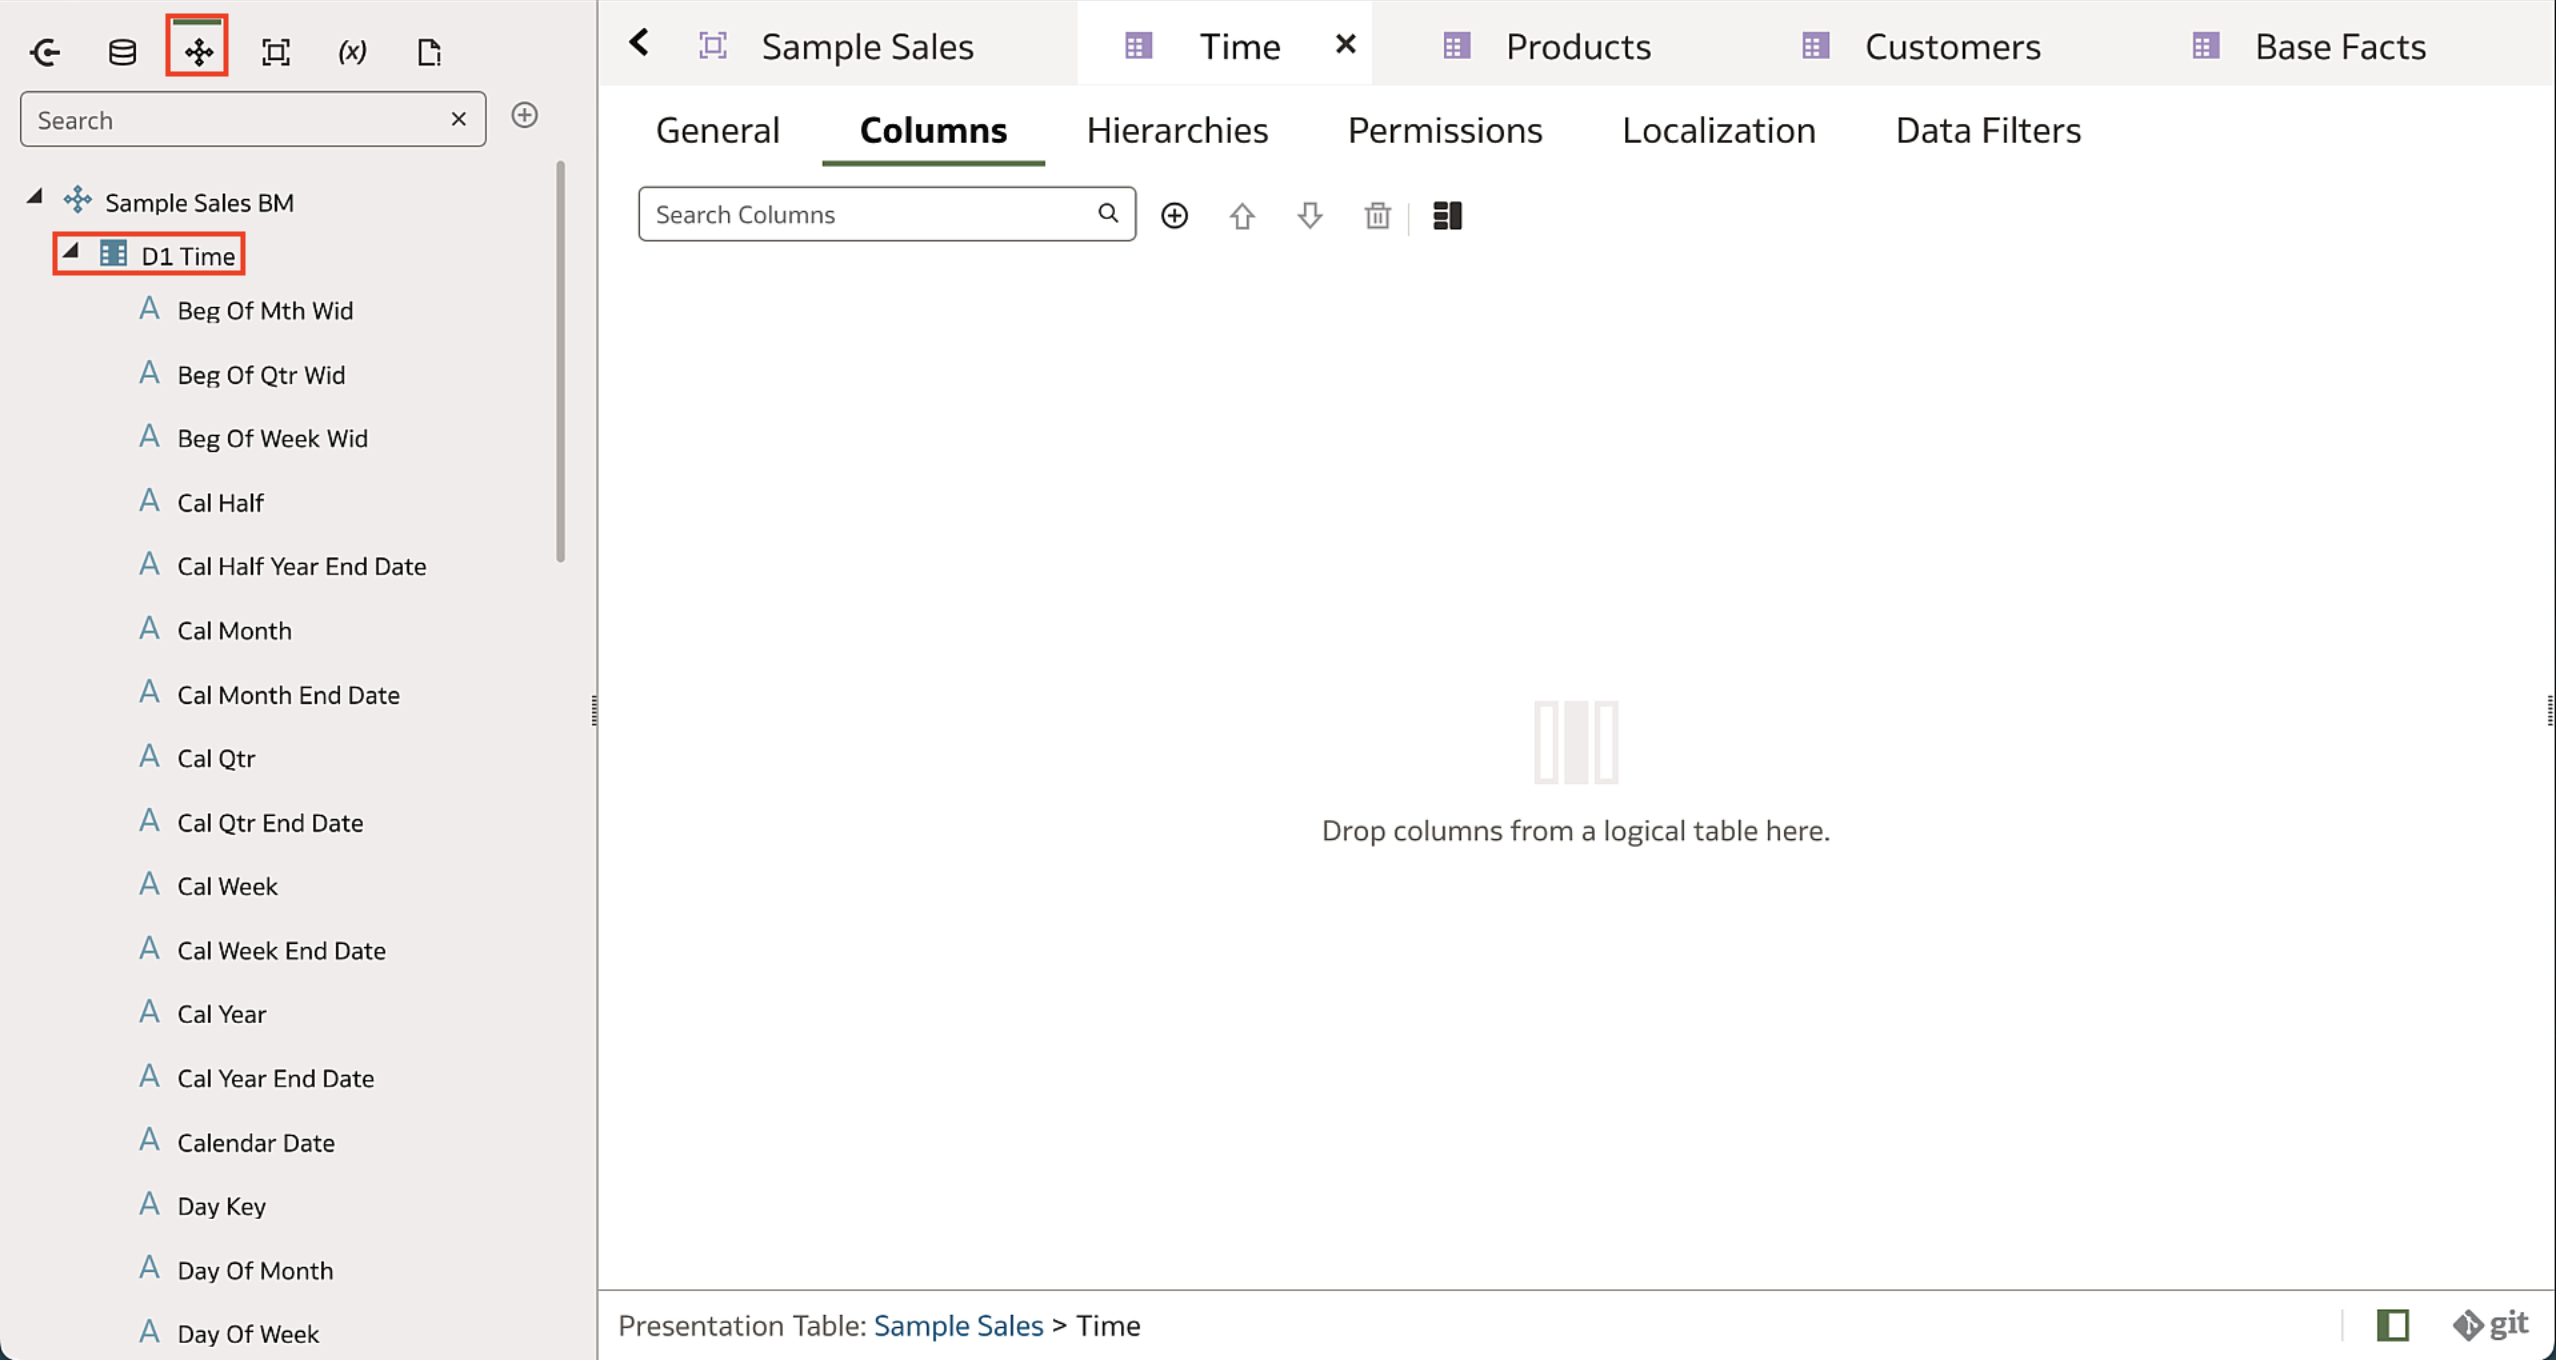 (x)
Search
Sample Sales BM
D1 Time
Beg Of Mth Wid
Beg Of Qtr Wid
Beg Of Week Wid
Cal Half
Cal Half Year End Date
Cal Month
Cal Month End Date
Cal Qtr
Cal Qtr End Date
Cal Week
Cal Week End Date
Cal Year
Cal Year End Date
Calendar Date
Day Key
Day Of Month
Day Of Week
Sample Sales Time Products Customers Base Facts
General Columns Hierarchies Permissions Localization Data Filters
Search Columns
Drop columns from a logical table here.
Presentation Table: Sample Sales > Time
git